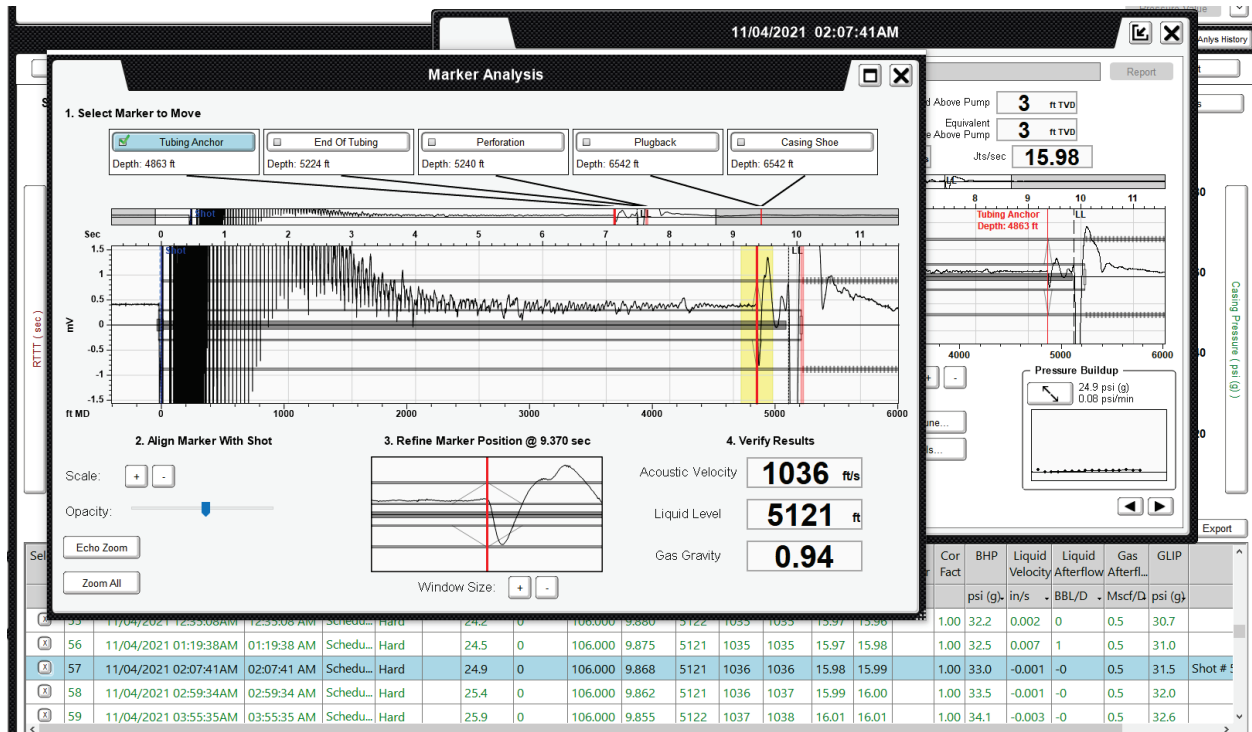 Pressure Value
11/04/2021 02:07:41AM
Anlys History
Marker Analysis
Report
1. Select Marker to Move
Above Pump 3 ft TVD
Equivalent
Above Pump 3 ft TVD
Jts/sec 15.98
Tubing Anchor
End Of Tubing
Perforation
Plugback
Casing Shoe
Depth: 4863 ft
Depth: 5224 ft
Depth: 5240 ft
Depth: 6542 ft
Depth: 6542 ft
Shot
LL
LL
Sec 0 1 2 3 4 5 6 7 8 9 10 11
8 9 10 11
Tubing Anchor
Depth: 4863 ft
LL
Shot
LL
1.5
1
0.5
0
-0.5
-1
-1.5
mV
ft MD 0 1000 2000 3000 4000 5000 6000
4000 5000 6000
RTTT ( sec )
Casing Pressure ( psi (g) )
2. Align Marker With Shot
3. Refine Marker Position @ 9.370 sec
4. Verify Results
Scale: + -
Opacity:
Echo Zoom
Zoom All
Window Size: + -
Acoustic Velocity 1036 ft/s
Liquid Level 5121 ft
Gas Gravity 0.94
+ -
Pressure Buildup
24.9 psi (g)
0.08 psi/min
Export
Sel
Cor Fact BHP Liquid Velocity Liquid Afterflow Gas Afterfl... GLIP
psi (g) in/s BBL/D Mscf/D psi (g)
55 11/04/2021 12:35:08AM 12:35:08 AM Schedu... Hard 24.2 0 106.000 9.880 5122 1035 1035 15.97 15.96 1.00 32.2 0.002 0 0.5 30.7
56 11/04/2021 01:19:38AM 01:19:38 AM Schedu... Hard 24.5 0 106.000 9.875 5121 1035 1035 15.97 15.98 1.00 32.5 0.007 1 0.5 31.0
57 11/04/2021 02:07:41AM 02:07:41 AM Schedu... Hard 24.9 0 106.000 9.868 5121 1036 1036 15.98 15.99 1.00 33.0 -0.001 -0 0.5 31.5 Shot #
58 11/04/2021 02:59:34AM 02:59:34 AM Schedu... Hard 25.4 0 106.000 9.862 5122 1036 1037 15.99 16.00 1.00 33.5 -0.001 -0 0.5 32.0
59 11/04/2021 03:55:35AM 03:55:35 AM Schedu... Hard 25.9 0 106.000 9.855 5122 1037 1038 16.01 16.01 1.00 34.1 -0.003 -0 0.5 32.6